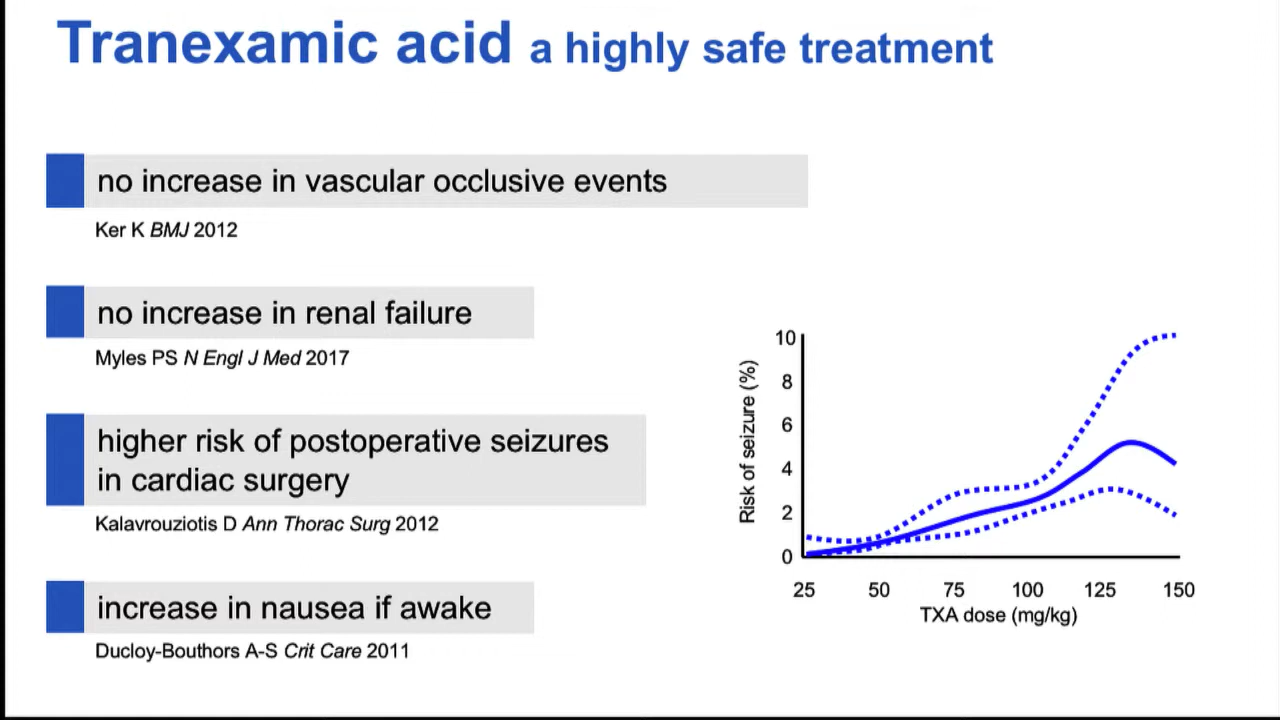 Tranexamic acid a highly safe treatment
no increase in vascular occlusive events
Ker K BMJ 2012
no increase in renal failure
Myles PS N Engl J Med 2017
higher risk of postoperative seizures
in cardiac surgery
Kalavrouziotis D Ann Thorac Surg 2012
increase in nausea if awake
Ducloy-Bouthors A-S Crit Care 2011
Risk of seizure (%)
10
8
6
4
2
0
25 50 75 100 125 150
TXA dose (mg/kg)